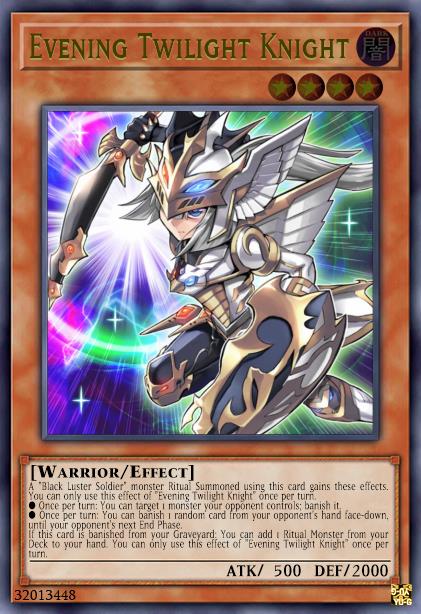 EVENING TWILIGHT KNIGHT
DARK
闇
[WARRIOR/EFFECT]
A "Black Luster Soldier" monster Ritual Summoned using this card gains these effects.
You can only use this effect of "Evening Twilight Knight" once per turn.
● Once per turn: You can target 1 monster your opponent controls; banish it.
● Once per turn: You can banish 1 random card from your opponent's hand face-down,
until your opponent's next End Phase.
If this card is banished from your Graveyard: You can add 1 Ritual Monster from your
Deck to your hand. You can only use this effect of "Evening Twilight Knight" once per
turn.
ATK/ 500 DEF/2000
32013448